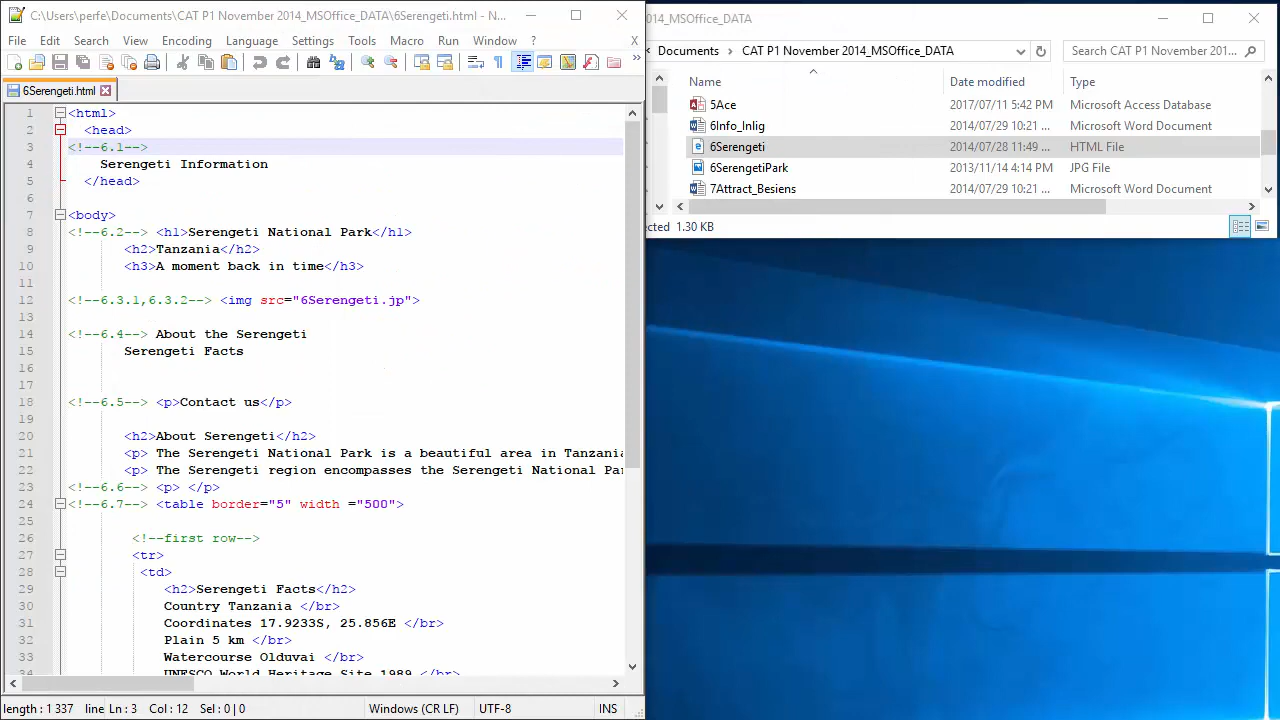 C:\Users\perfe\Documents\CAT P1 November 2014_MSOffice_DATA\6Serengeti.html - N...
File Edit Search View Encoding Language Settings Tools Macro Run Window ? X
6Serengeti.html
1 <html>
2 <head>
3 <!--6.1-->
4 Serengeti Information
5 </head>
6
7 <body>
8 <!--6.2--> <h1>Serengeti National Park</h1>
9 <h2>Tanzania</h2>
10 <h3>A moment back in time</h3>
11
12 <!--6.3.1,6.3.2--> <img src="6Serengeti.jp">
13
14 <!--6.4--> About the Serengeti
15 Serengeti Facts
16
17
18 <!--6.5--> <p>Contact us</p>
19
20 <h2>About Serengeti</h2>
21 <p> The Serengeti National Park is a beautiful area in Tanzania
22 <p> The Serengeti region encompasses the Serengeti National Par
23 <!--6.6--> <p> </p>
24 <!--6.7--> <table border="5" width ="500">
25
26 <!--first row-->
27 <tr>
28 <td>
29 <h2>Serengeti Facts</h2>
30 Country Tanzania </br>
31 Coordinates 17.9233S, 25.856E </br>
32 Plain 5 km </br>
33 Watercourse Olduvai </br>
34 UNESCO World Heritage Site 1989 </br>
length : 1 337 line Ln : 3 Col : 12 Sel : 0 | 0 Windows (CR LF) UTF-8 INS
2014_MSOffice_DATA
Documents > CAT P1 November 2014_MSOffice_DATA Search CAT P1 November 201...
Name Date modified Type
5Ace 2017/07/11 5:42 PM Microsoft Access Database
6Info_Inlig 2014/07/29 10:21 ... Microsoft Word Document
6Serengeti 2014/07/28 11:49 ... HTML File
6SerengetiPark 2013/11/14 4:14 PM JPG File
7Attract_Besiens 2014/07/29 10:21 ... Microsoft Word Document
ected 1.30 KB